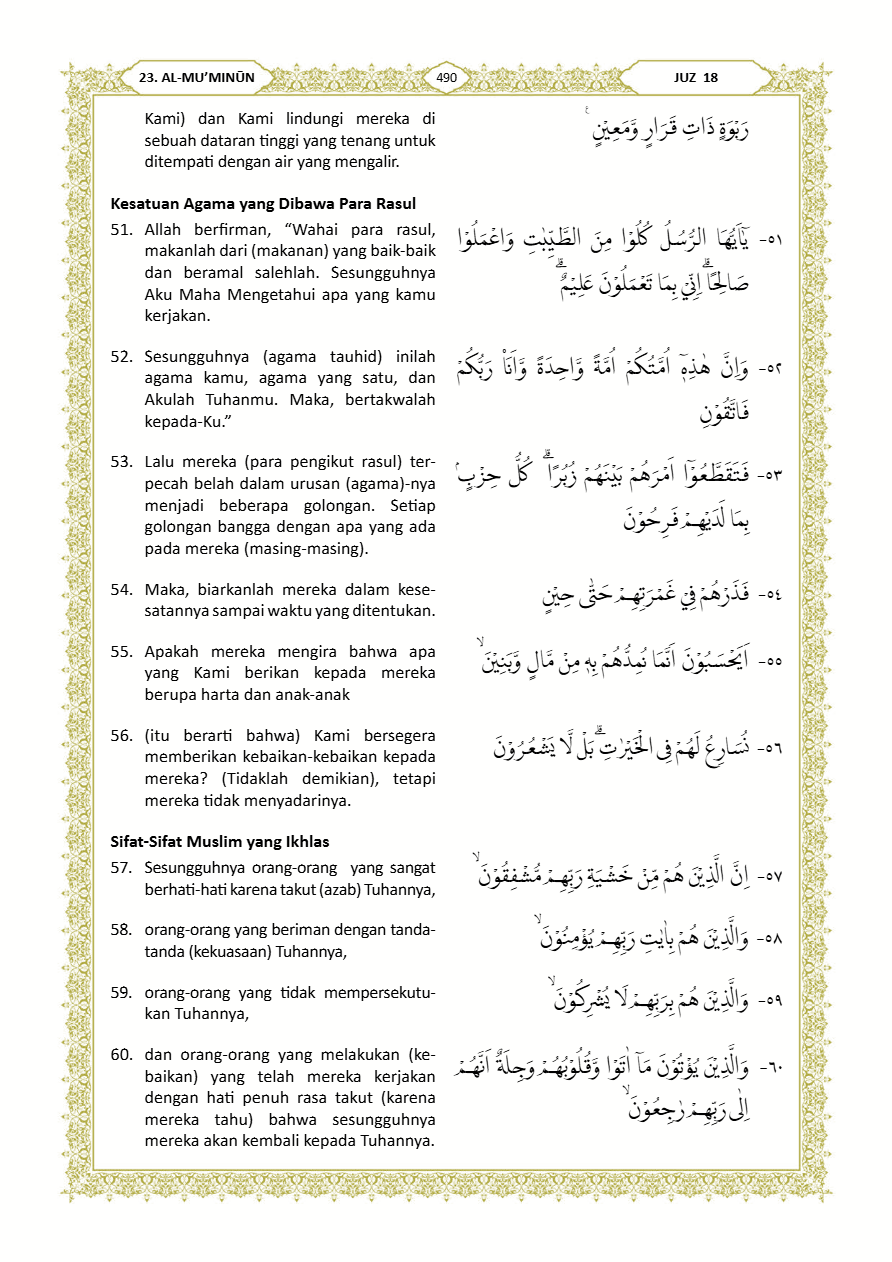 23. AL-MU’MINŪN
490
JUZ 18
Kami) dan Kami lindungi mereka di
sebuah dataran tinggi yang tenang untuk
ditempati dengan air yang mengalir.
رَبْوَةٍ ذَاتِ قَرَارٍ وَّمَعِيْنٍ ࣖ
Kesatuan Agama yang Dibawa Para Rasul
51. Allah berfirman, “Wahai para rasul,
makanlah dari (makanan) yang baik-baik
dan beramal salehlah. Sesungguhnya
Aku Maha Mengetahui apa yang kamu
kerjakan.
٥١- يٰٓاَيُّهَا الرُّسُلُ كُلُوْا مِنَ الطَّيِّبٰتِ وَاعْمَلُوْا
صَالِحًاۗ اِنِّيْ بِمَا تَعْمَلُوْنَ عَلِيْمٌۗ
52. Sesungguhnya (agama tauhid) inilah
agama kamu, agama yang satu, dan
Akulah Tuhanmu. Maka, bertakwalah
kepada-Ku.”
٥٢- وَاِنَّ هٰذِهٖٓ اُمَّتُكُمْ اُمَّةً وَّاحِدَةً وَّاَنَا۠ رَبُّكُمْ
فَاتَّقُوْنِ
53. Lalu mereka (para pengikut rasul) ter-
pecah belah dalam urusan (agama)-nya
menjadi beberapa golongan. Setiap
golongan bangga dengan apa yang ada
pada mereka (masing-masing).
٥٣- فَتَقَطَّعُوْٓا اَمْرَهُمْ بَيْنَهُمْ زُبُرًاۗ كُلُّ حِزْبٍۢ
بِمَا لَدَيْهِمْ فَرِحُوْنَ
54. Maka, biarkanlah mereka dalam kese-
satannya sampai waktu yang ditentukan.
٥٤- فَذَرْهُمْ فِيْ غَمْرَتِهِمْ حَتّٰى حِيْنٍ
55. Apakah mereka mengira bahwa apa
yang Kami berikan kepada mereka
berupa harta dan anak-anak
٥٥- اَيَحْسَبُوْنَ اَنَّمَا نُمِدُّهُمْ بِهٖ مِنْ مَّالٍ وَّبَنِيْنَۙ
56. (itu berarti bahwa) Kami bersegera
memberikan kebaikan-kebaikan kepada
mereka? (Tidaklah demikian), tetapi
mereka tidak menyadarinya.
٥٦- نُسَارِعُ لَهُمْ فِى الْخَيْرٰتِۗ بَلْ لَّا يَشْعُرُوْنَ
Sifat-Sifat Muslim yang Ikhlas
57. Sesungguhnya orang-orang yang sangat
berhati-hati karena takut (azab) Tuhannya,
٥٧- اِنَّ الَّذِيْنَ هُمْ مِّنْ خَشْيَةِ رَبِّهِمْ مُّشْفِقُوْنَۙ
58. orang-orang yang beriman dengan tanda-
tanda (kekuasaan) Tuhannya,
٥٨- وَالَّذِيْنَ هُمْ بِاٰيٰتِ رَبِّهِمْ يُؤْمِنُوْنَۙ
59. orang-orang yang tidak mempersekutu-
kan Tuhannya,
٥٩- وَالَّذِيْنَ هُمْ بِرَبِّهِمْ لَا يُشْرِكُوْنَۙ
60. dan orang-orang yang melakukan (ke-
baikan) yang telah mereka kerjakan
dengan hati penuh rasa takut (karena
mereka tahu) bahwa sesungguhnya
mereka akan kembali kepada Tuhannya.
٦٠- وَالَّذِيْنَ يُؤْتُوْنَ مَآ اٰتَوْا وَّقُلُوْبُهُمْ وَجِلَةٌ اَنَّهُمْ
اِلٰى رَبِّهِمْ رٰجِعُوْنَۙ